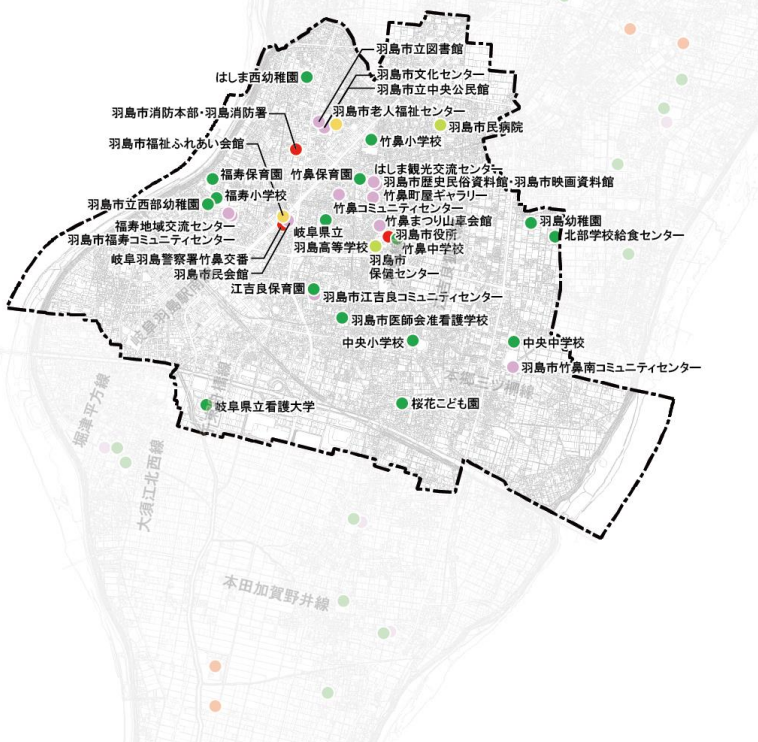 羽島市立図書館
はしま西幼稚園
羽島市文化センター
羽島市立中央公民館
羽島市消防本部・羽島消防署
羽島市老人福祉センター
羽島市民病院
羽島市福祉ふれあい会館
竹鼻小学校
福寿保育園
竹鼻保育園
はしま観光交流センター
羽島市歴史民俗資料館・羽島市映画資料館
福寿小学校
竹鼻町屋ギャラリー
羽島市立西部幼稚園
竹鼻コミュニティセンター
福寿地域交流センター
竹鼻まつり山車会館
羽島幼稚園
羽島市福寿コミュニティセンター
岐阜県立
羽島高等学校
羽島市役所
北部学校給食センター
竹鼻中学校
岐阜羽島警察署竹鼻交番
羽島市
保健センター
羽島市民会館
江吉良保育園
羽島市江吉良コミュニティセンター
羽島市医師会准看護学校
中央小学校
中央中学校
羽島市竹鼻南コミュニティセンター
岐阜県立看護大学
桜花こども園
堀津平方線
大須江北西線
本田加賀野井線